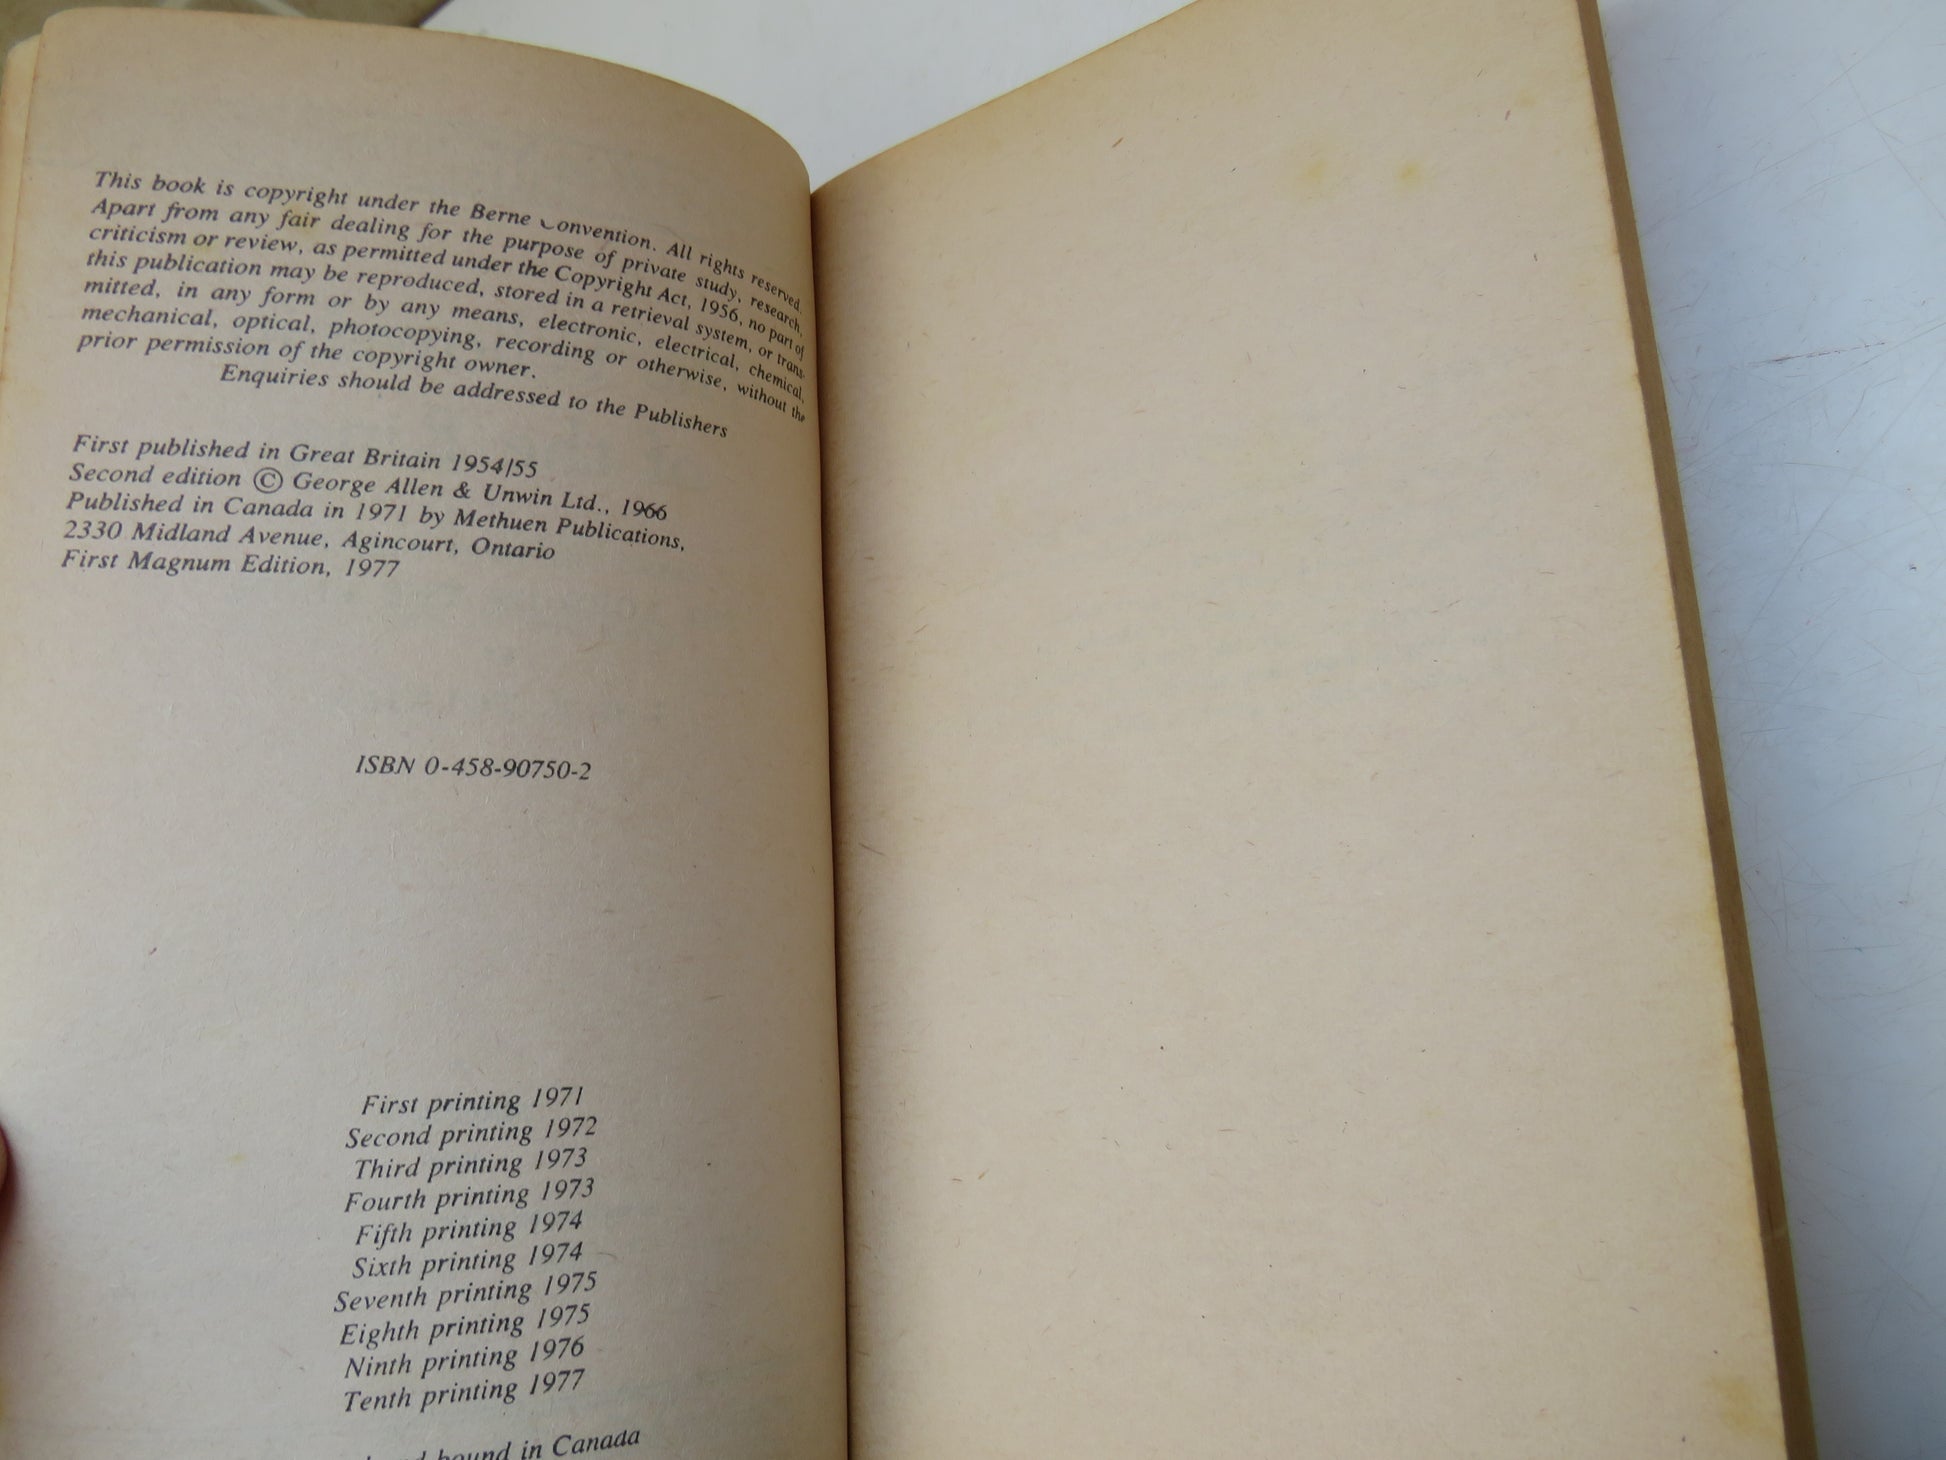 This book is copyright under the Berne Convention. All rights reserved.
Apart from any fair dealing for the purpose of private study, research,
criticism or review, as permitted under the Copyright Act, 1956, no part of
this publication may be reproduced, stored in a retrieval system, or trans-
mitted, in any form or by any means, electronic, electrical, chemical,
mechanical, optical, photocopying, recording or otherwise, without the
prior permission of the copyright owner.
Enquiries should be addressed to the Publishers
First published in Great Britain 1954/55
Second edition © George Allen & Unwin Ltd., 1966
Published in Canada in 1971 by Methuen Publications,
2330 Midland Avenue, Agincourt, Ontario
First Magnum Edition, 1977
ISBN 0-458-90750-2
First printing 1971
Second printing 1972
Third printing 1973
Fourth printing 1973
Fifth printing 1974
Sixth printing 1974
Seventh printing 1975
Eighth printing 1975
Ninth printing 1976
Tenth printing 1977
bound in Canada